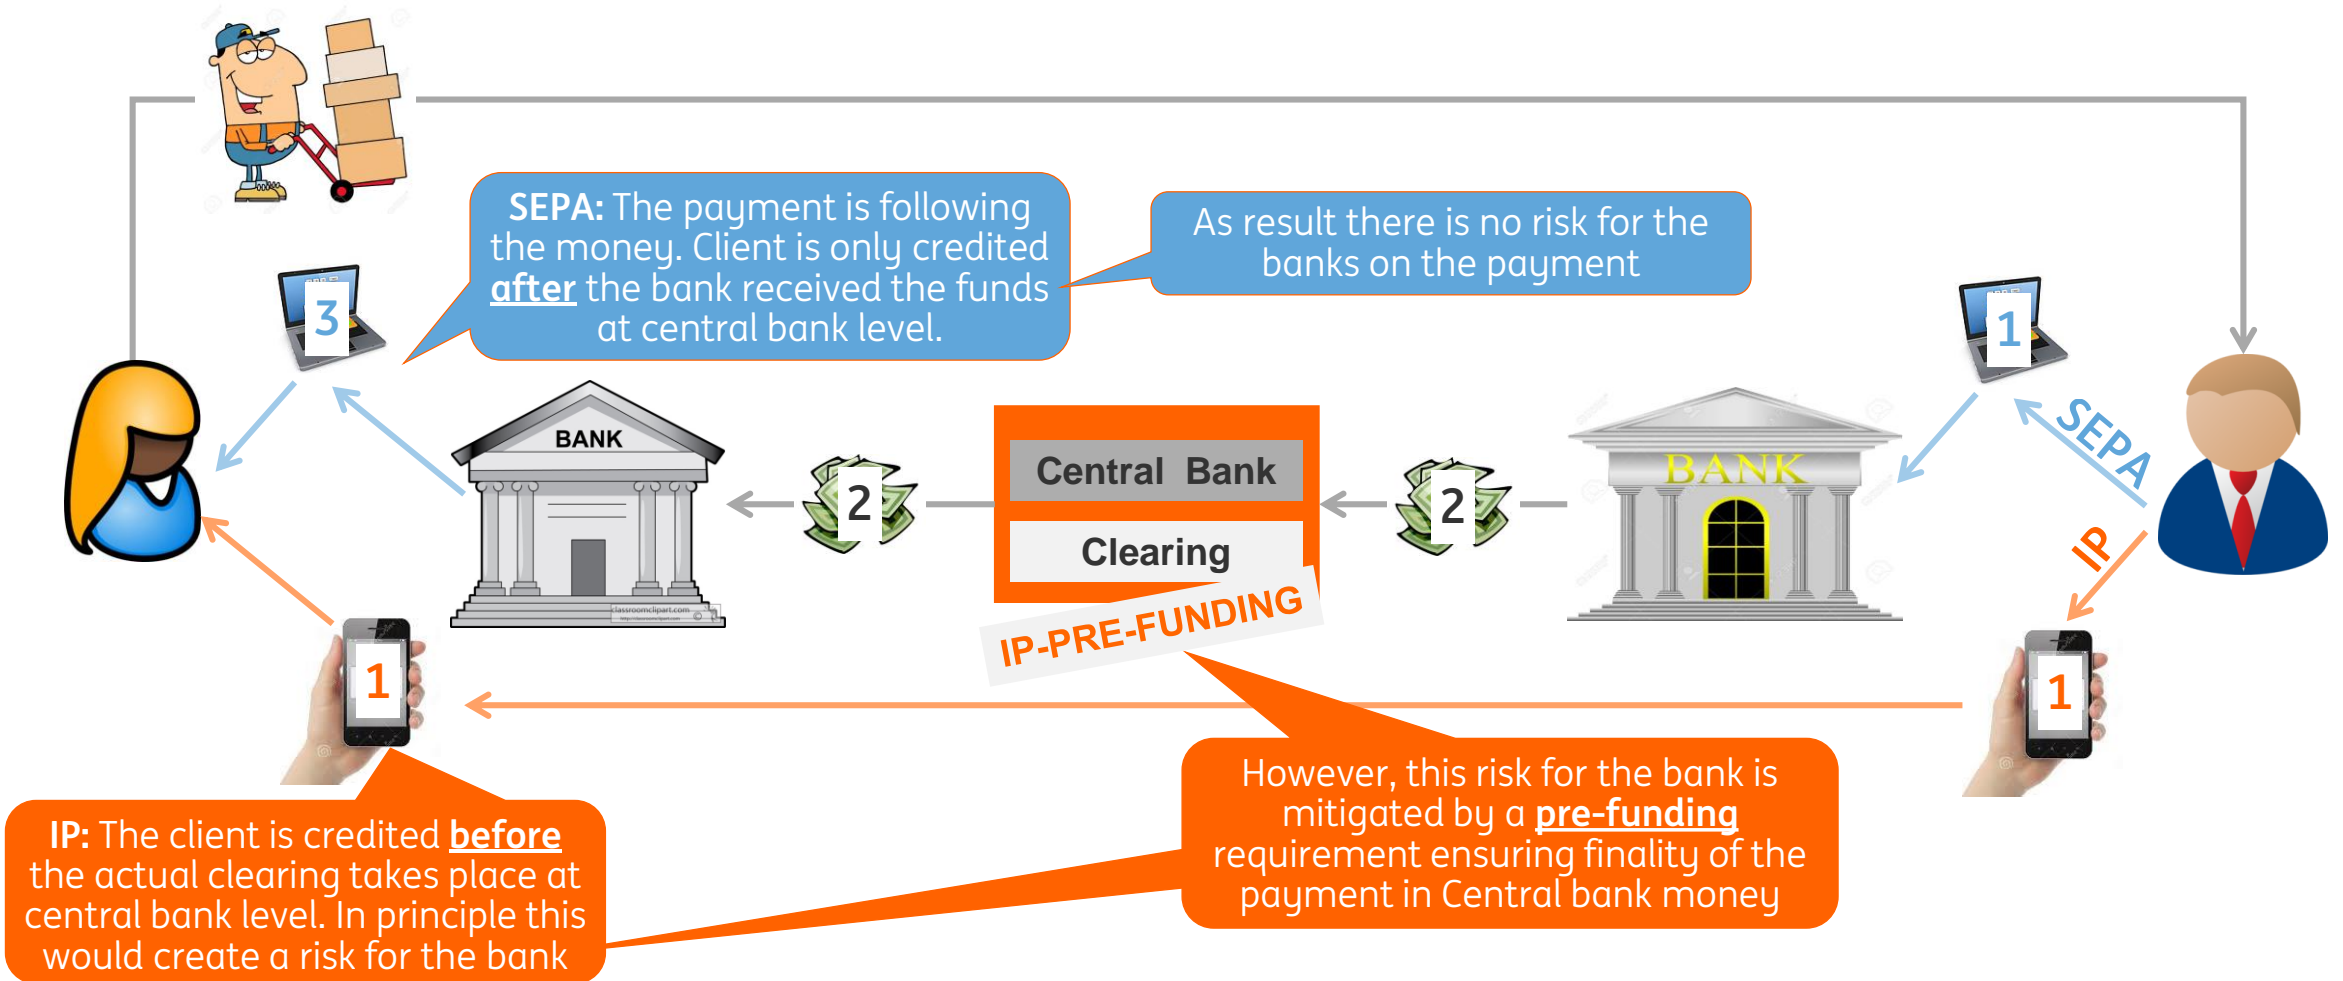 SEPA: The payment is following
the money. Client is only credited
after the bank received the funds
at central bank level.
As result there is no risk for the
banks on the payment
3
1
SEPA
IP
BANK
2
Central Bank
Clearing
2
BANK
IP-PRE-FUNDING
classroomclipart.com
1
1
However, this risk for the bank is
mitigated by a pre-funding
requirement ensuring finality of the
payment in Central bank money
IP: The client is credited before
the actual clearing takes place at
central bank level. In principle this
would create a risk for the bank